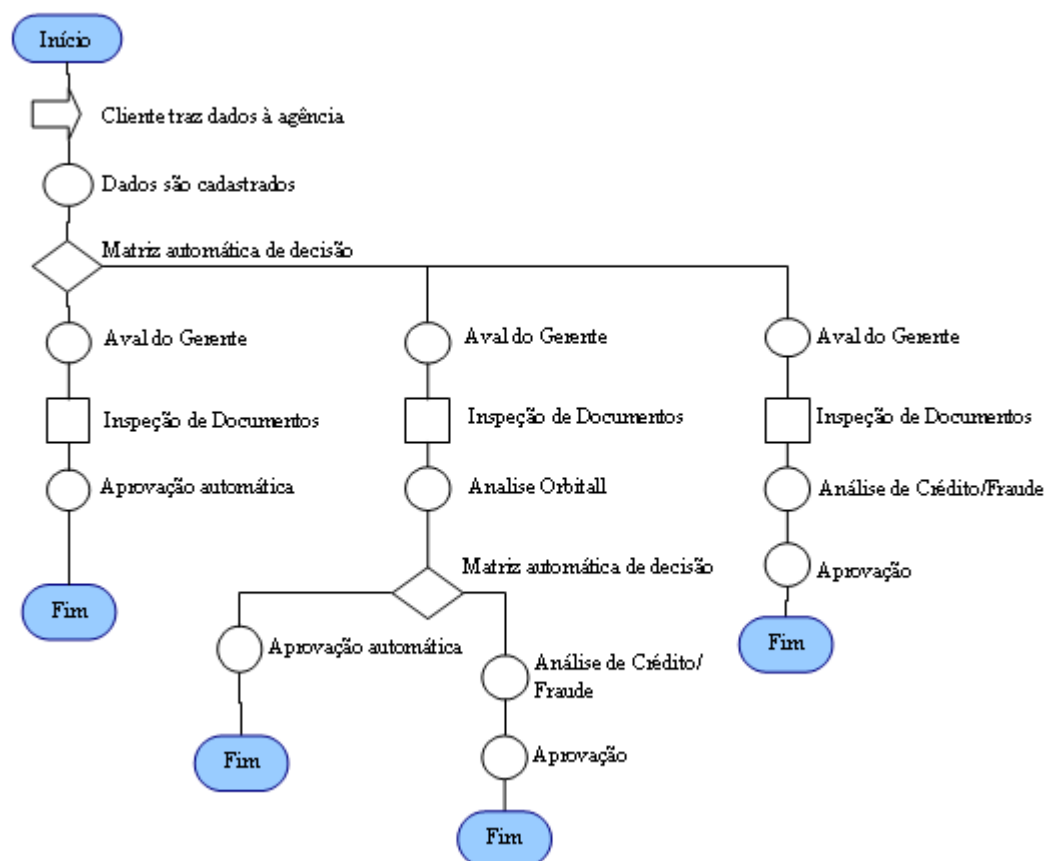 Início
Cliente traz dados à agência
Dados são cadastrados
Matriz automática de decisão
Aval do Gerente
Aval do Gerente
Aval do Gerente
Inspeção de Documentos
Inspeção de Documentos
Inspeção de Documentos
Aprovação automática
Analise Orbitall
Análise de Crédito/Fraude
Matriz automática de decisão
Aprovação
Fim
Aprovação automática
Fim
Análise de Crédito/
Fraude
Aprovação
Fim
Fim